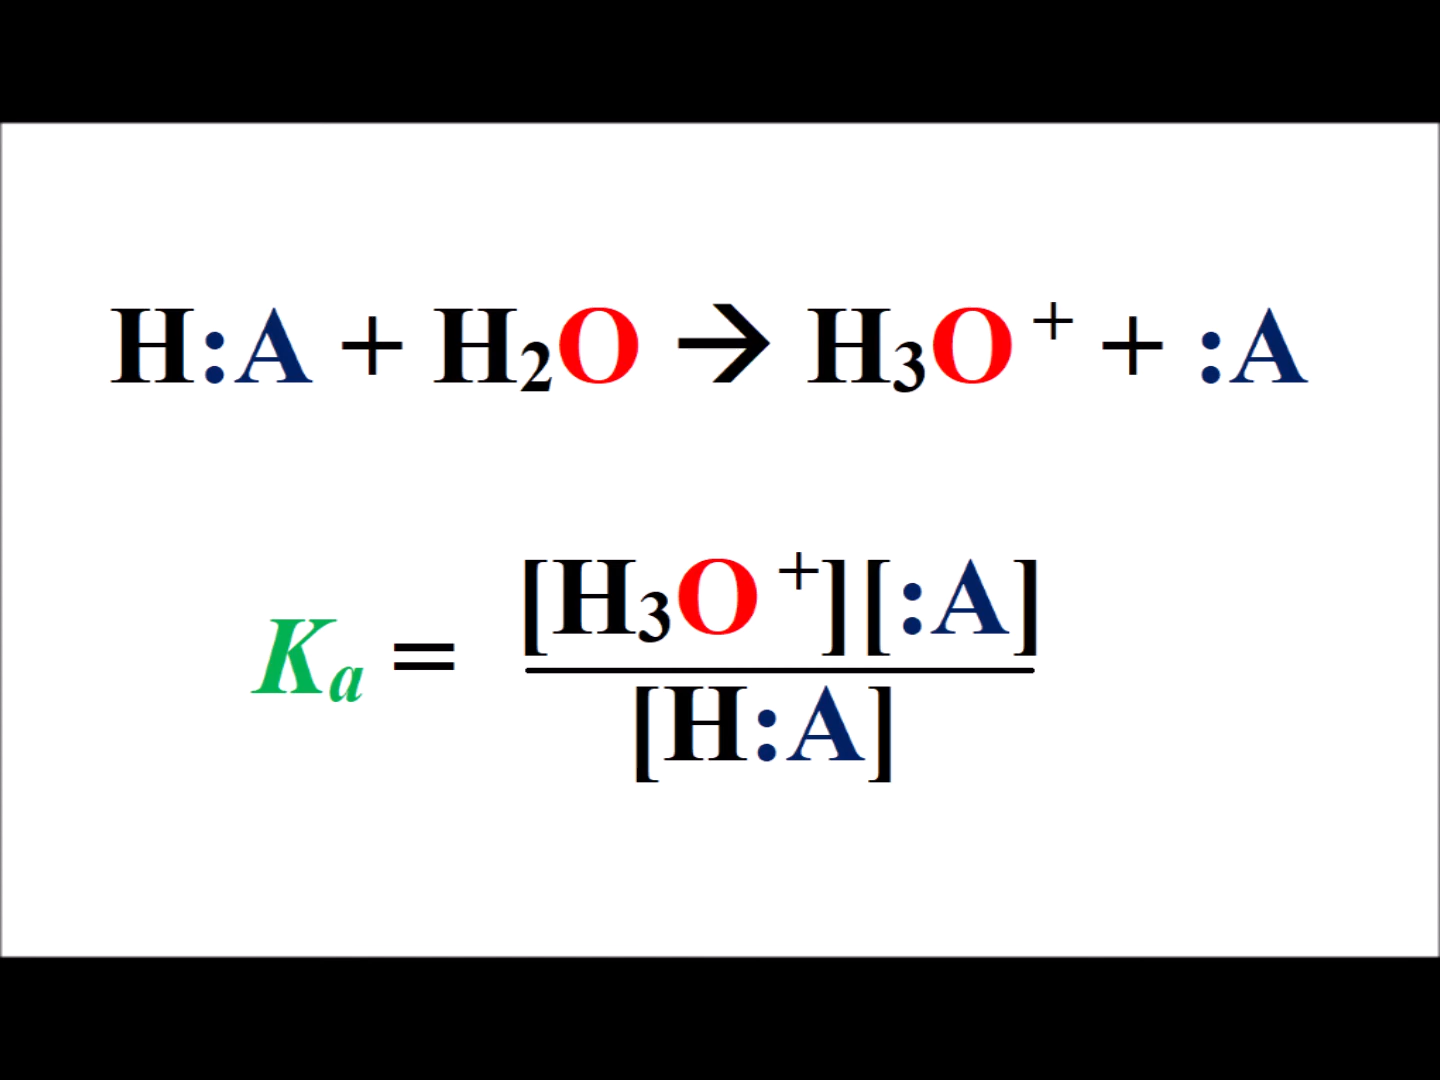 H:A + H₂O → H₃O⁺ + :A
Kₐ = [H₃O⁺][:A]
[H:A]